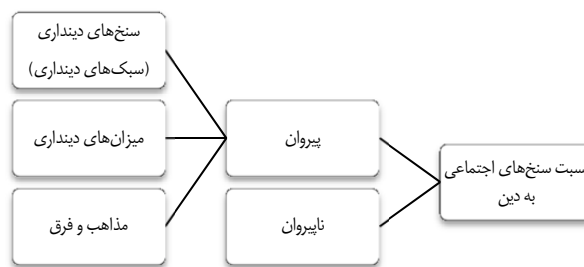 نسبت سنخ‌های اجتماعی
به دین
پیروان
ناپیروان
سنخ‌های دینداری
(سبک‌های دینداری)
میزان‌های دینداری
مذاهب و فرق